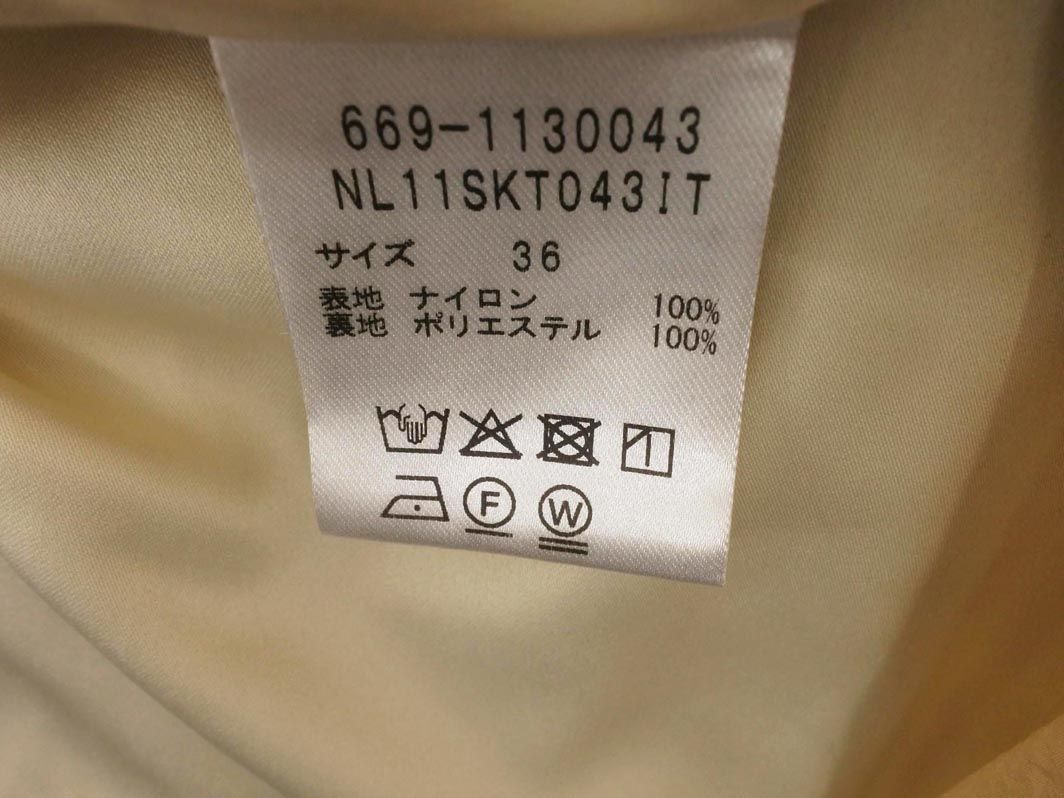 669-1130043
NL11SKT043IT
サイズ 36
表地 ナイロン 100%
裏地 ポリエステル 100%
F W